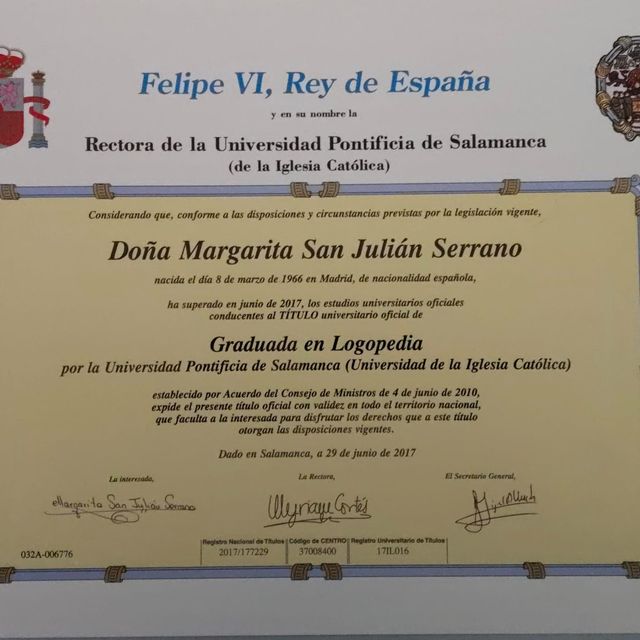 Felipe VI, Rey de España
y en su nombre la
Rectora de la Universidad Pontificia de Salamanca
(de la Iglesia Católica)
Considerando que, conforme a las disposiciones y circunstancias previstas por la legislación vigente,
Doña Margarita San Julián Serrano
nacida el día 8 de marzo de 1966 en Madrid, de nacionalidad española,
ha superado en junio de 2017, los estudios universitarios oficiales
conducentes al TÍTULO universitario oficial de
Graduada en Logopedia
por la Universidad Pontificia de Salamanca (Universidad de la Iglesia Católica)
establecido por Acuerdo del Consejo de Ministros de 4 de junio de 2010,
expide el presente título oficial con validez en todo el territorio nacional,
que faculta a la interesada para disfrutar los derechos que a este título
otorgan las disposiciones vigentes.
Dado en Salamanca, a 29 de junio de 2017
La interesada, La Rectora, El Secretario General,
Margarita San Julián Serrano Cortés
Registro Nacional de Títulos Código de CENTRO Registro Universitario de Títulos
032A-006776 2017/177229 37008400 17IL016